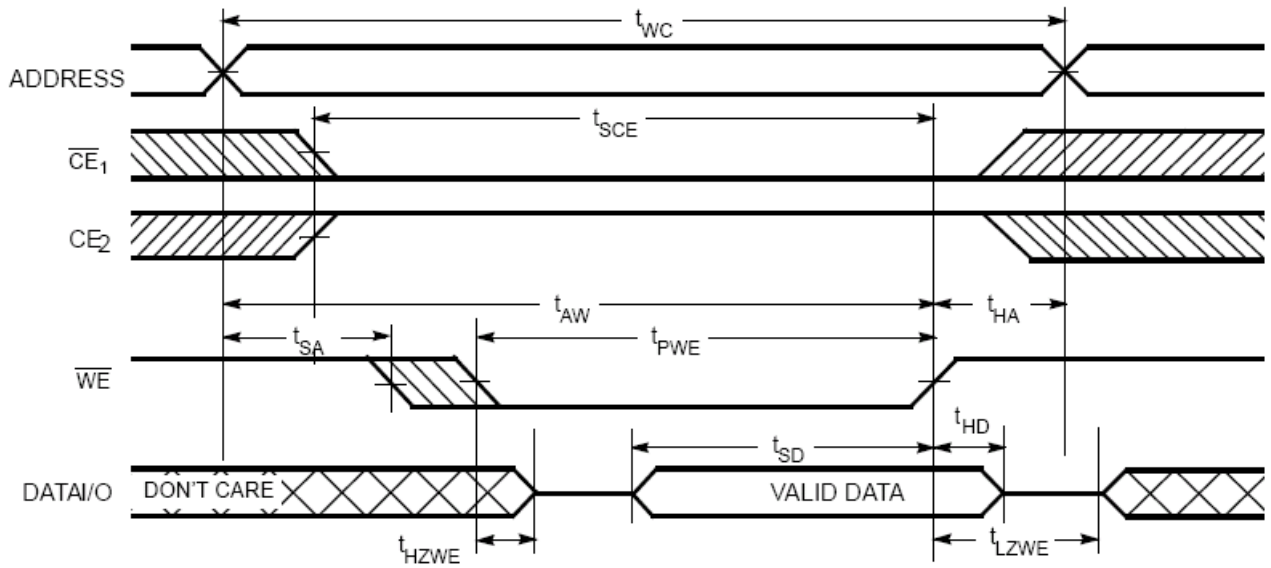 tWC
ADDRESS
tSCE
CE1
CE2
tAW
tHA
tSA
tPWE
WE
tHD
tSD
DATAI/O
DON'T CARE
VALID DATA
tHZWE
tLZWE